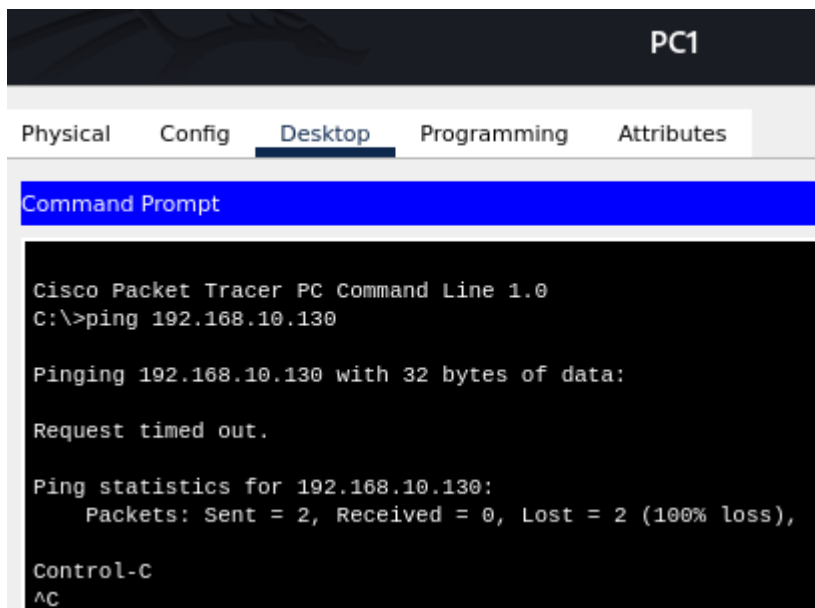 PC1
Physical Config Desktop Programming Attributes
Command Prompt
Cisco Packet Tracer PC Command Line 1.0
C:\>ping 192.168.10.130
Pinging 192.168.10.130 with 32 bytes of data:
Request timed out.
Ping statistics for 192.168.10.130:
Packets: Sent = 2, Received = 0, Lost = 2 (100% loss),
Control-C
^C